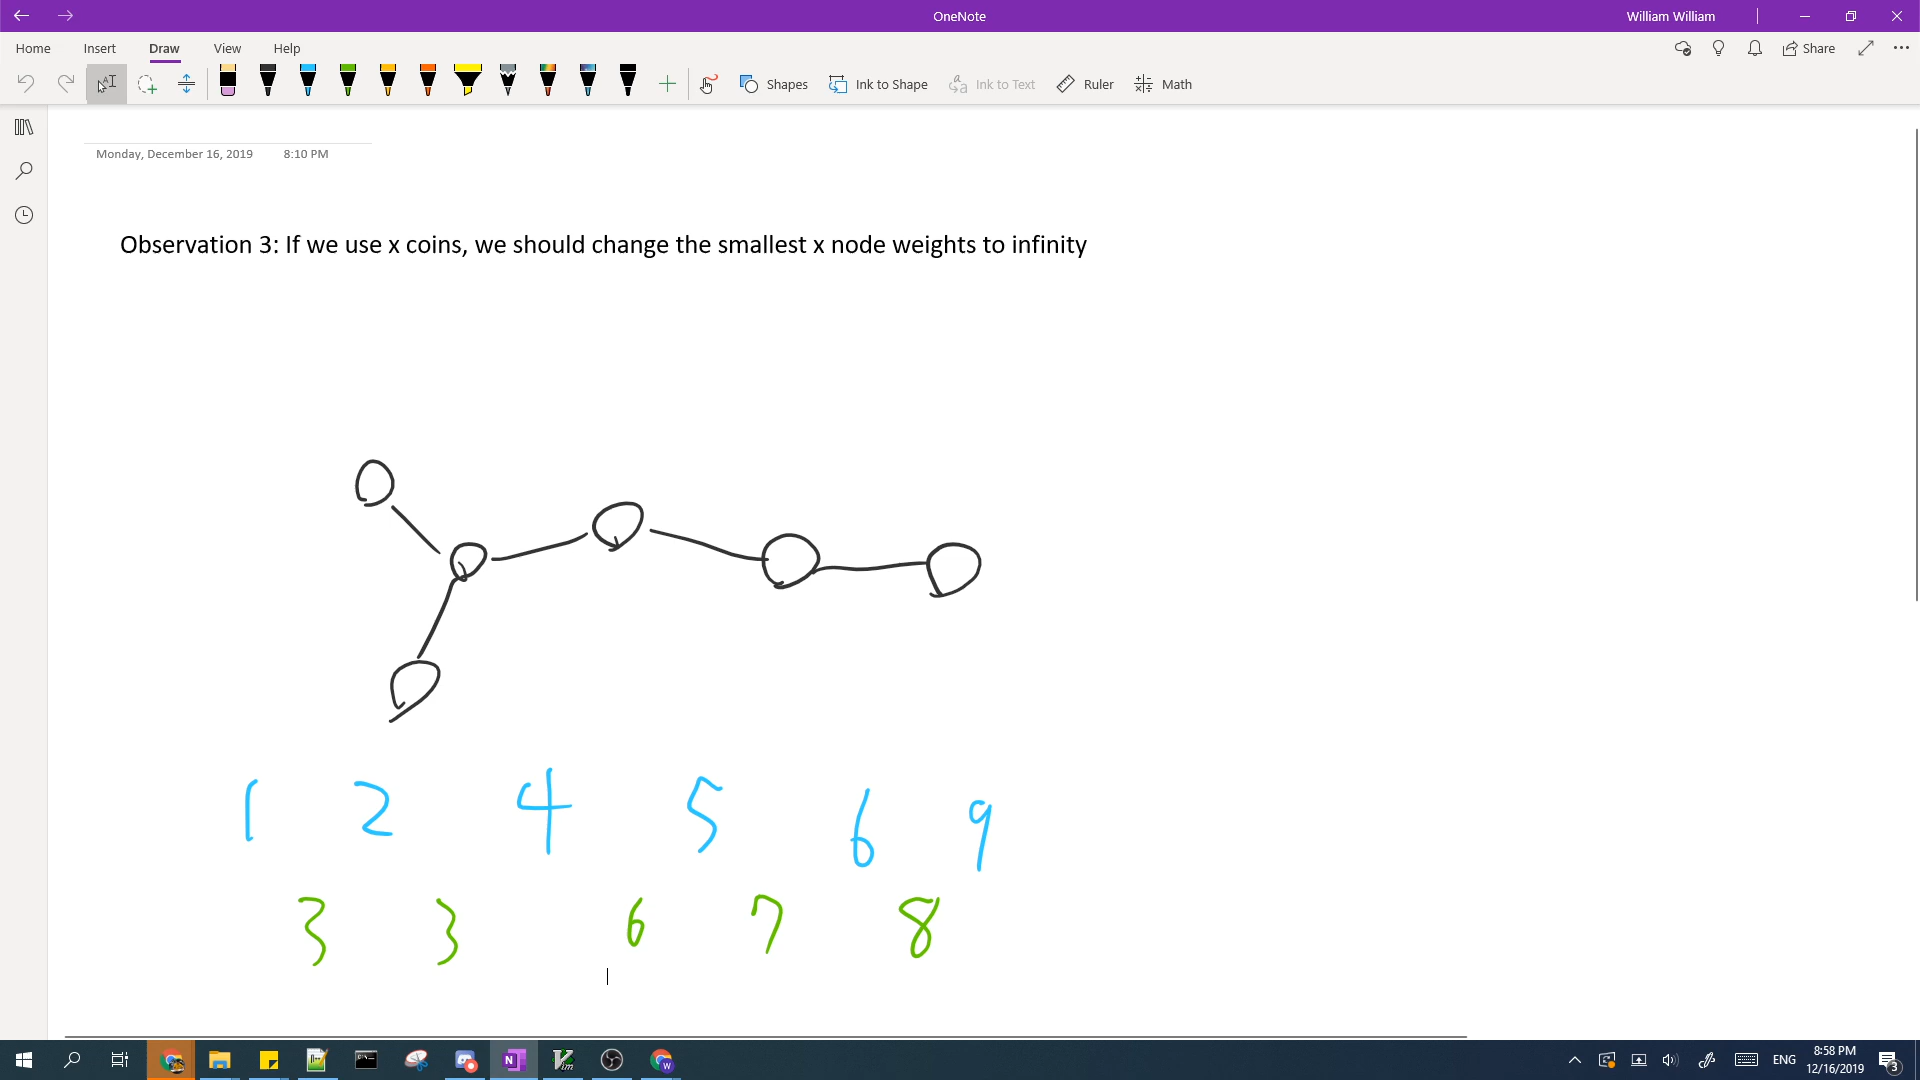 OneNote
William William
Home Insert Draw View Help
Share
Shapes Ink to Shape Ink to Text Ruler Math
Monday, December 16, 2019 8:10 PM
Observation 3: If we use x coins, we should change the smallest x node weights to infinity
1 2 4 5 6 9
3 3 6 7 8
ENG
8:58 PM
12/16/2019
3